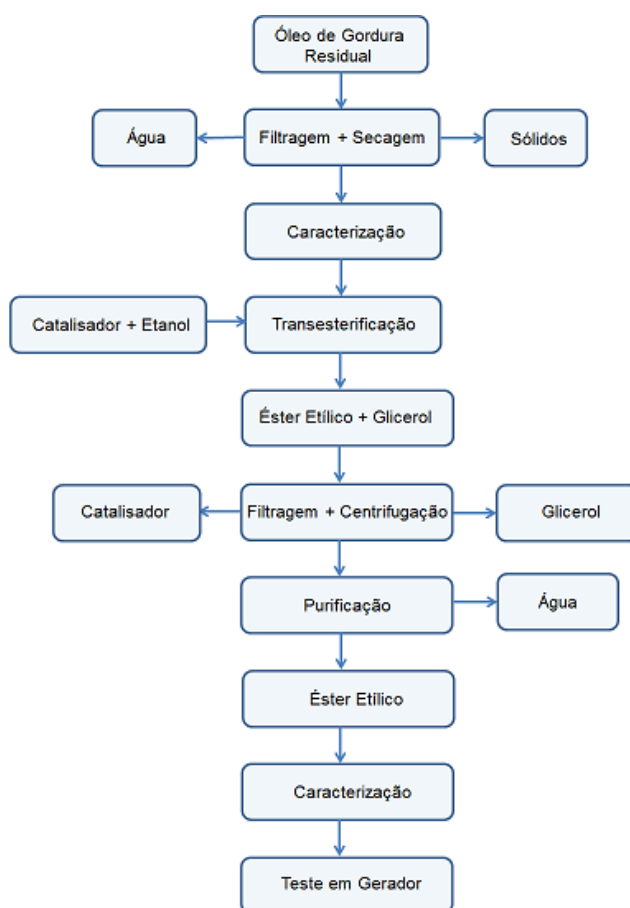 Óleo de Gordura
Residual
Água
Filtragem + Secagem
Sólidos
Caracterização
Catalisador + Etanol
Transesterificação
Éster Etílico + Glicerol
Catalisador
Filtragem + Centrifugação
Glicerol
Purificação
Água
Éster Etílico
Caracterização
Teste em Gerador